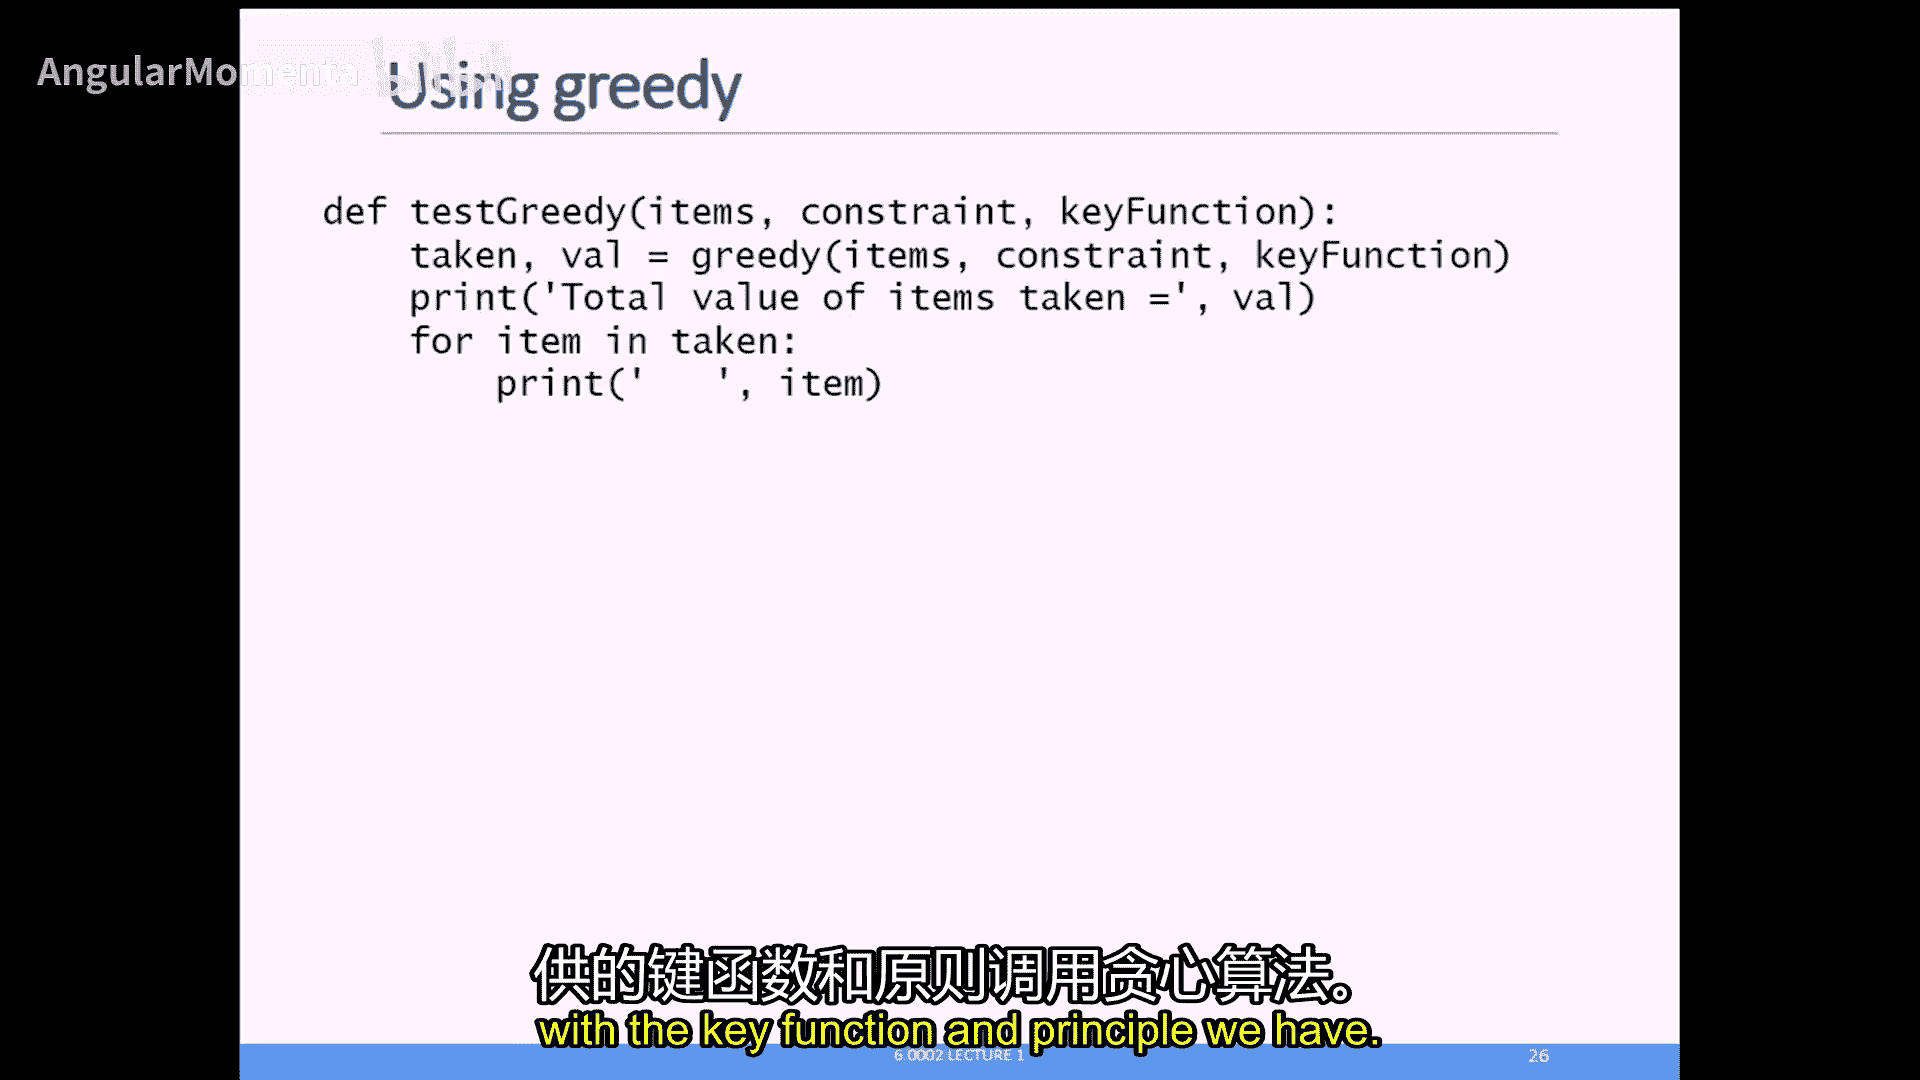 AngularMomenta
Using greedy
def testGreedy(items, constraint, keyFunction):
    taken, val = greedy(items, constraint, keyFunction)
    print('Total value of items taken =', val)
    for item in taken:
        print('   ', item)
供的键函数和原则调用贪心算法。
with the key function and principle we have.
6.0002 LECTURE 1
26